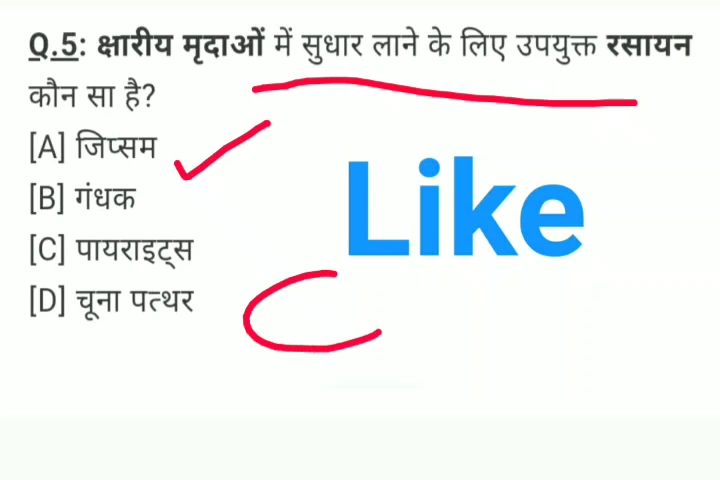 Q.5: क्षारीय मृदाओं में सुधार लाने के लिए उपयुक्त रसायन
कौन सा है?
[A] जिप्सम
[B] गंधक
[C] पायराइट्स
[D] चूना पत्थर
Like